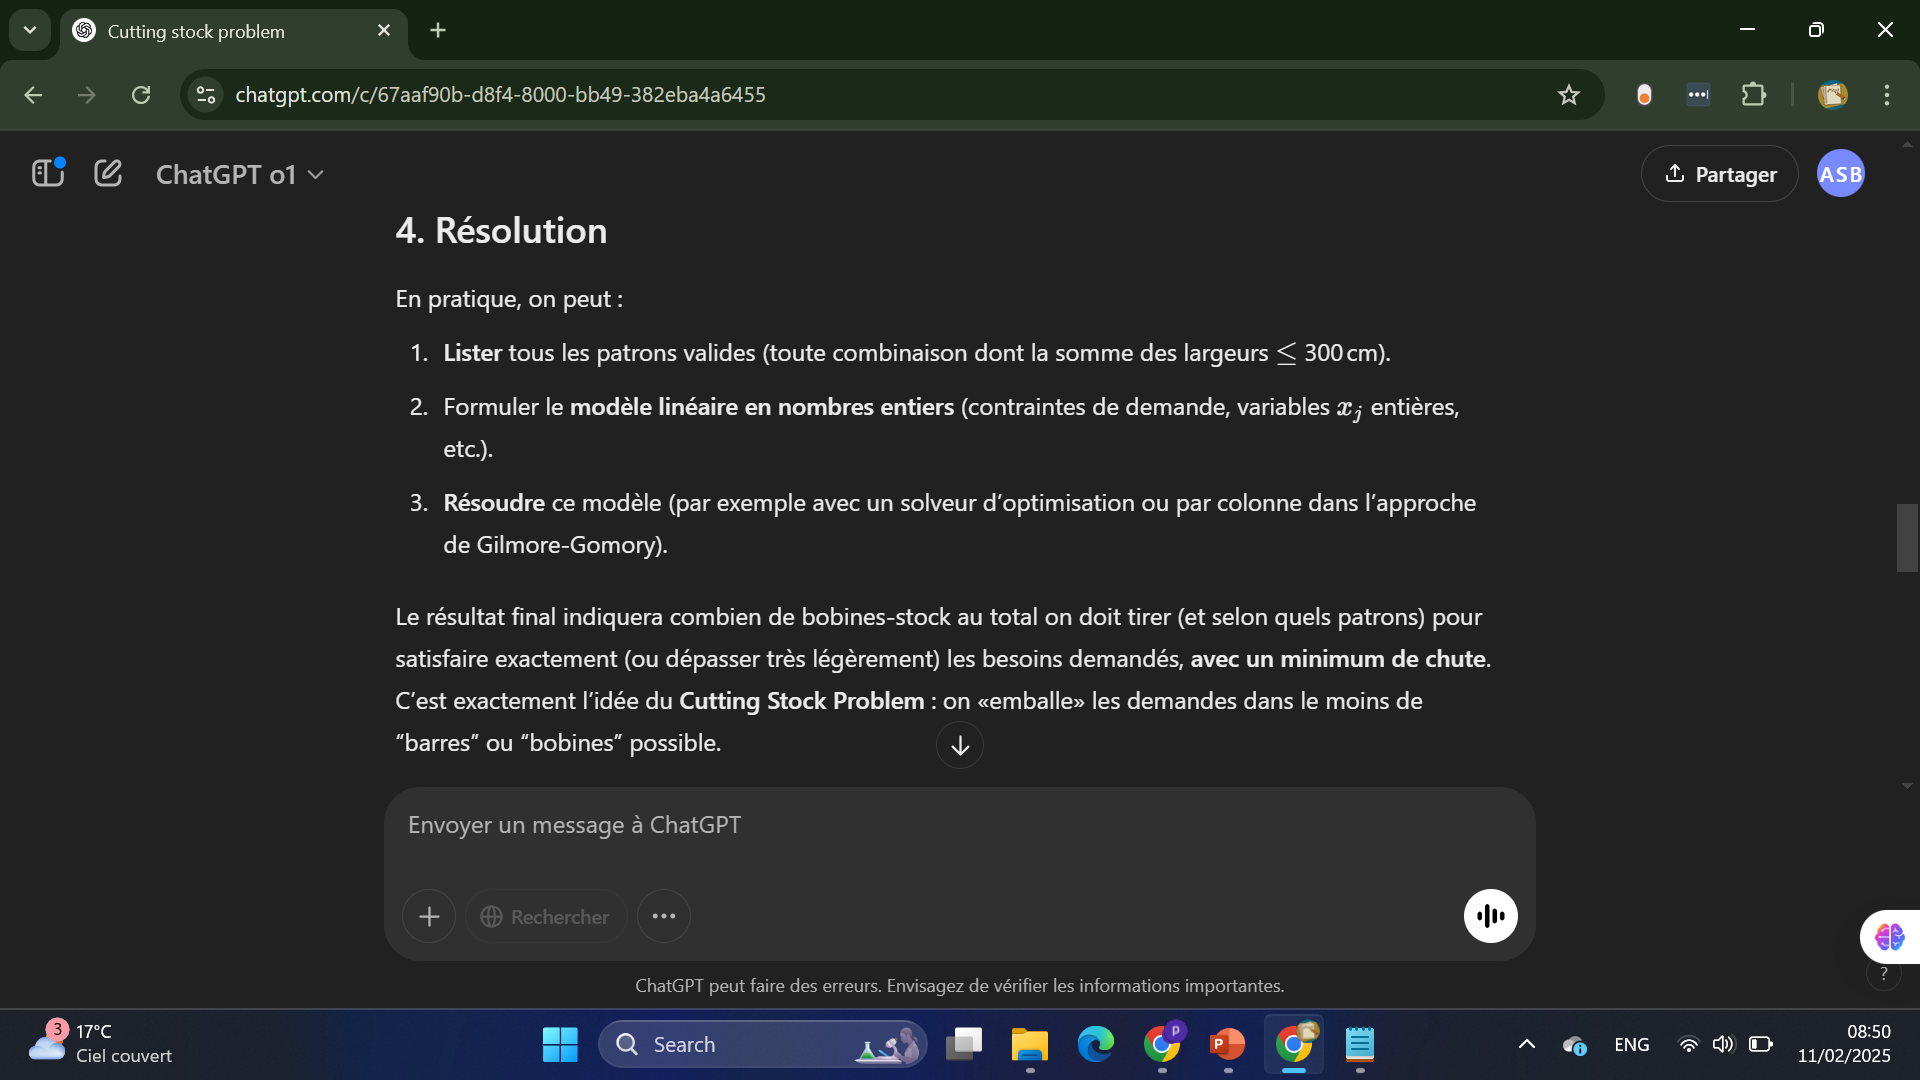 Cutting stock problem
chatgpt.com/c/67aaf90b-d8f4-8000-bb49-382eba4a6455
ChatGPT o1
Partager
ASB
4. Résolution
En pratique, on peut :
1. Lister tous les patrons valides (toute combinaison dont la somme des largeurs ≤ 300 cm).
2. Formuler le modèle linéaire en nombres entiers (contraintes de demande, variables xj entières,
etc.).
3. Résoudre ce modèle (par exemple avec un solveur d’optimisation ou par colonne dans l’approche
de Gilmore-Gomory).
Le résultat final indiquera combien de bobines-stock au total on doit tirer (et selon quels patrons) pour
satisfaire exactement (ou dépasser très légèrement) les besoins demandés, avec un minimum de chute.
C’est exactement l’idée du Cutting Stock Problem : on «emballe» les demandes dans le moins de
“barres” ou “bobines” possible.
Envoyer un message à ChatGPT
Rechercher
?
ChatGPT peut faire des erreurs. Envisagez de vérifier les informations importantes.
3
17°C
Ciel couvert
Search
P
P
ENG
08:50
11/02/2025